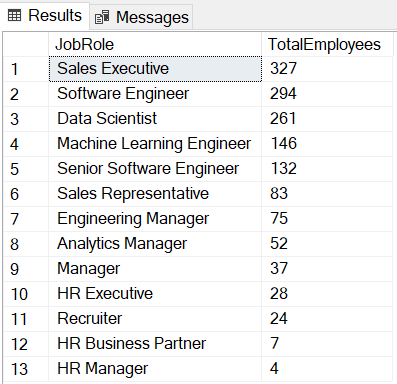 Results Messages
JobRole TotalEmployees
1 Sales Executive 327
2 Software Engineer 294
3 Data Scientist 261
4 Machine Learning Engineer 146
5 Senior Software Engineer 132
6 Sales Representative 83
7 Engineering Manager 75
8 Analytics Manager 52
9 Manager 37
10 HR Executive 28
11 Recruiter 24
12 HR Business Partner 7
13 HR Manager 4